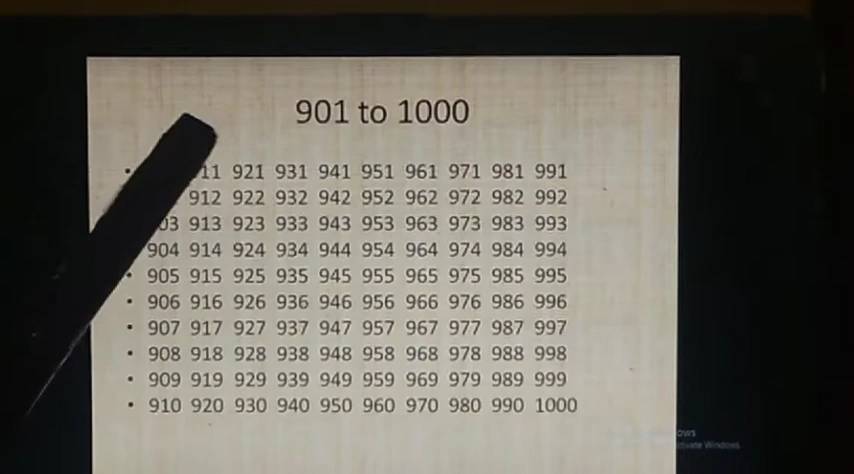 901 to 1000
• 921 931 941 951 961 971 981 991
912 922 932 942 952 962 972 982 992
913 923 933 943 953 963 973 983 993
904 914 924 934 944 954 964 974 984 994
• 905 915 925 935 945 955 965 975 985 995
• 906 916 926 936 946 956 966 976 986 996
• 907 917 927 937 947 957 967 977 987 997
• 908 918 928 938 948 958 968 978 988 998
• 909 919 929 939 949 959 969 979 989 999
• 910 920 930 940 950 960 970 980 990 1000
Windows